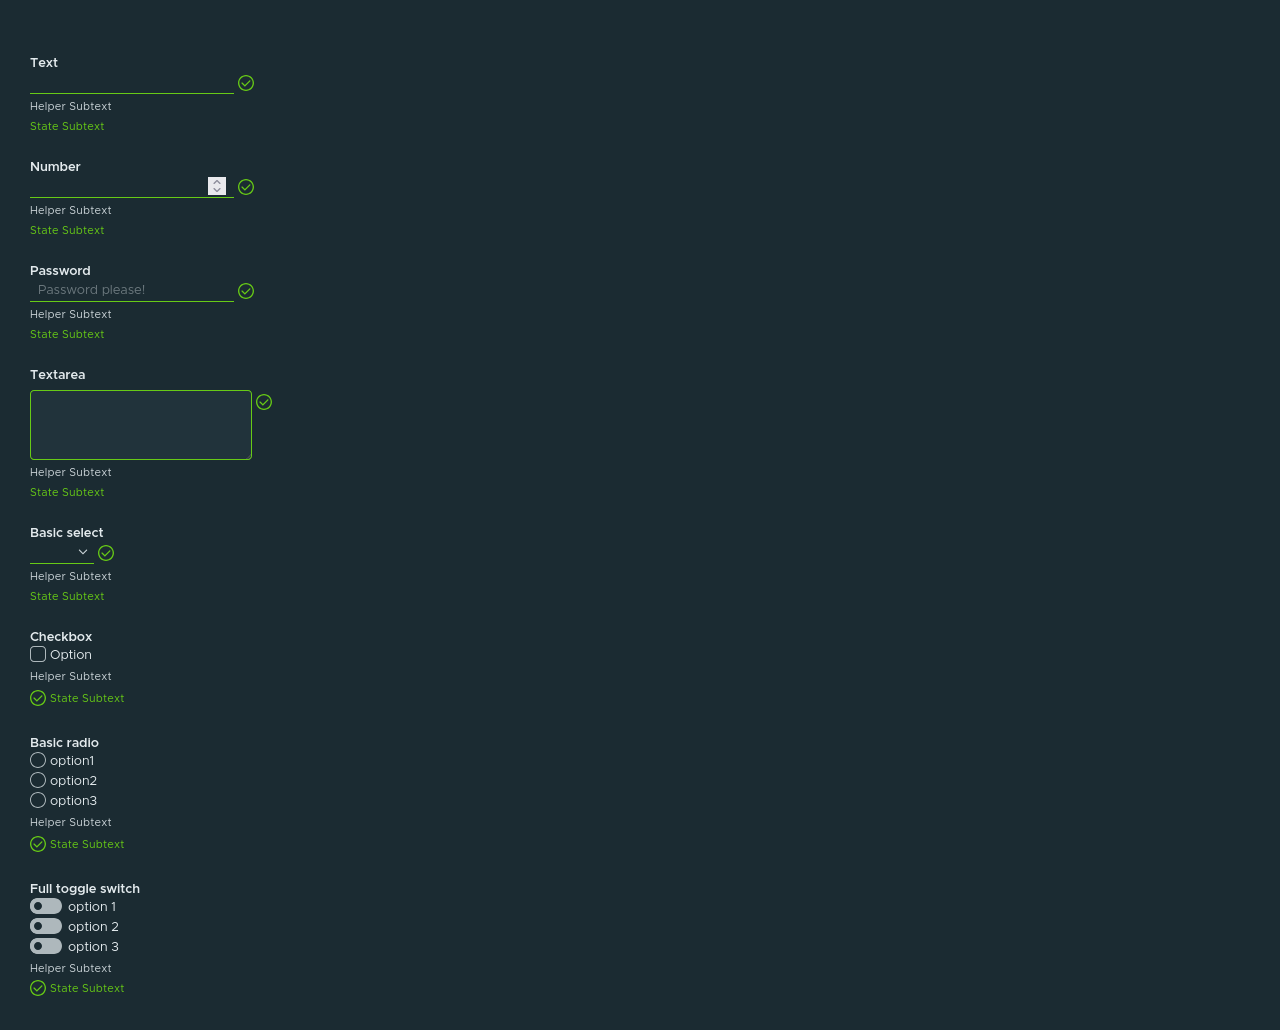 Text
Helper Subtext
State Subtext
Number
Helper Subtext
State Subtext
Password
Password please!
Helper Subtext
State Subtext
Textarea
Helper Subtext
State Subtext
Basic select
Helper Subtext
State Subtext
Checkbox
Option
Helper Subtext
State Subtext
Basic radio
option1
option2
option3
Helper Subtext
State Subtext
Full toggle switch
option 1
option 2
option 3
Helper Subtext
State Subtext